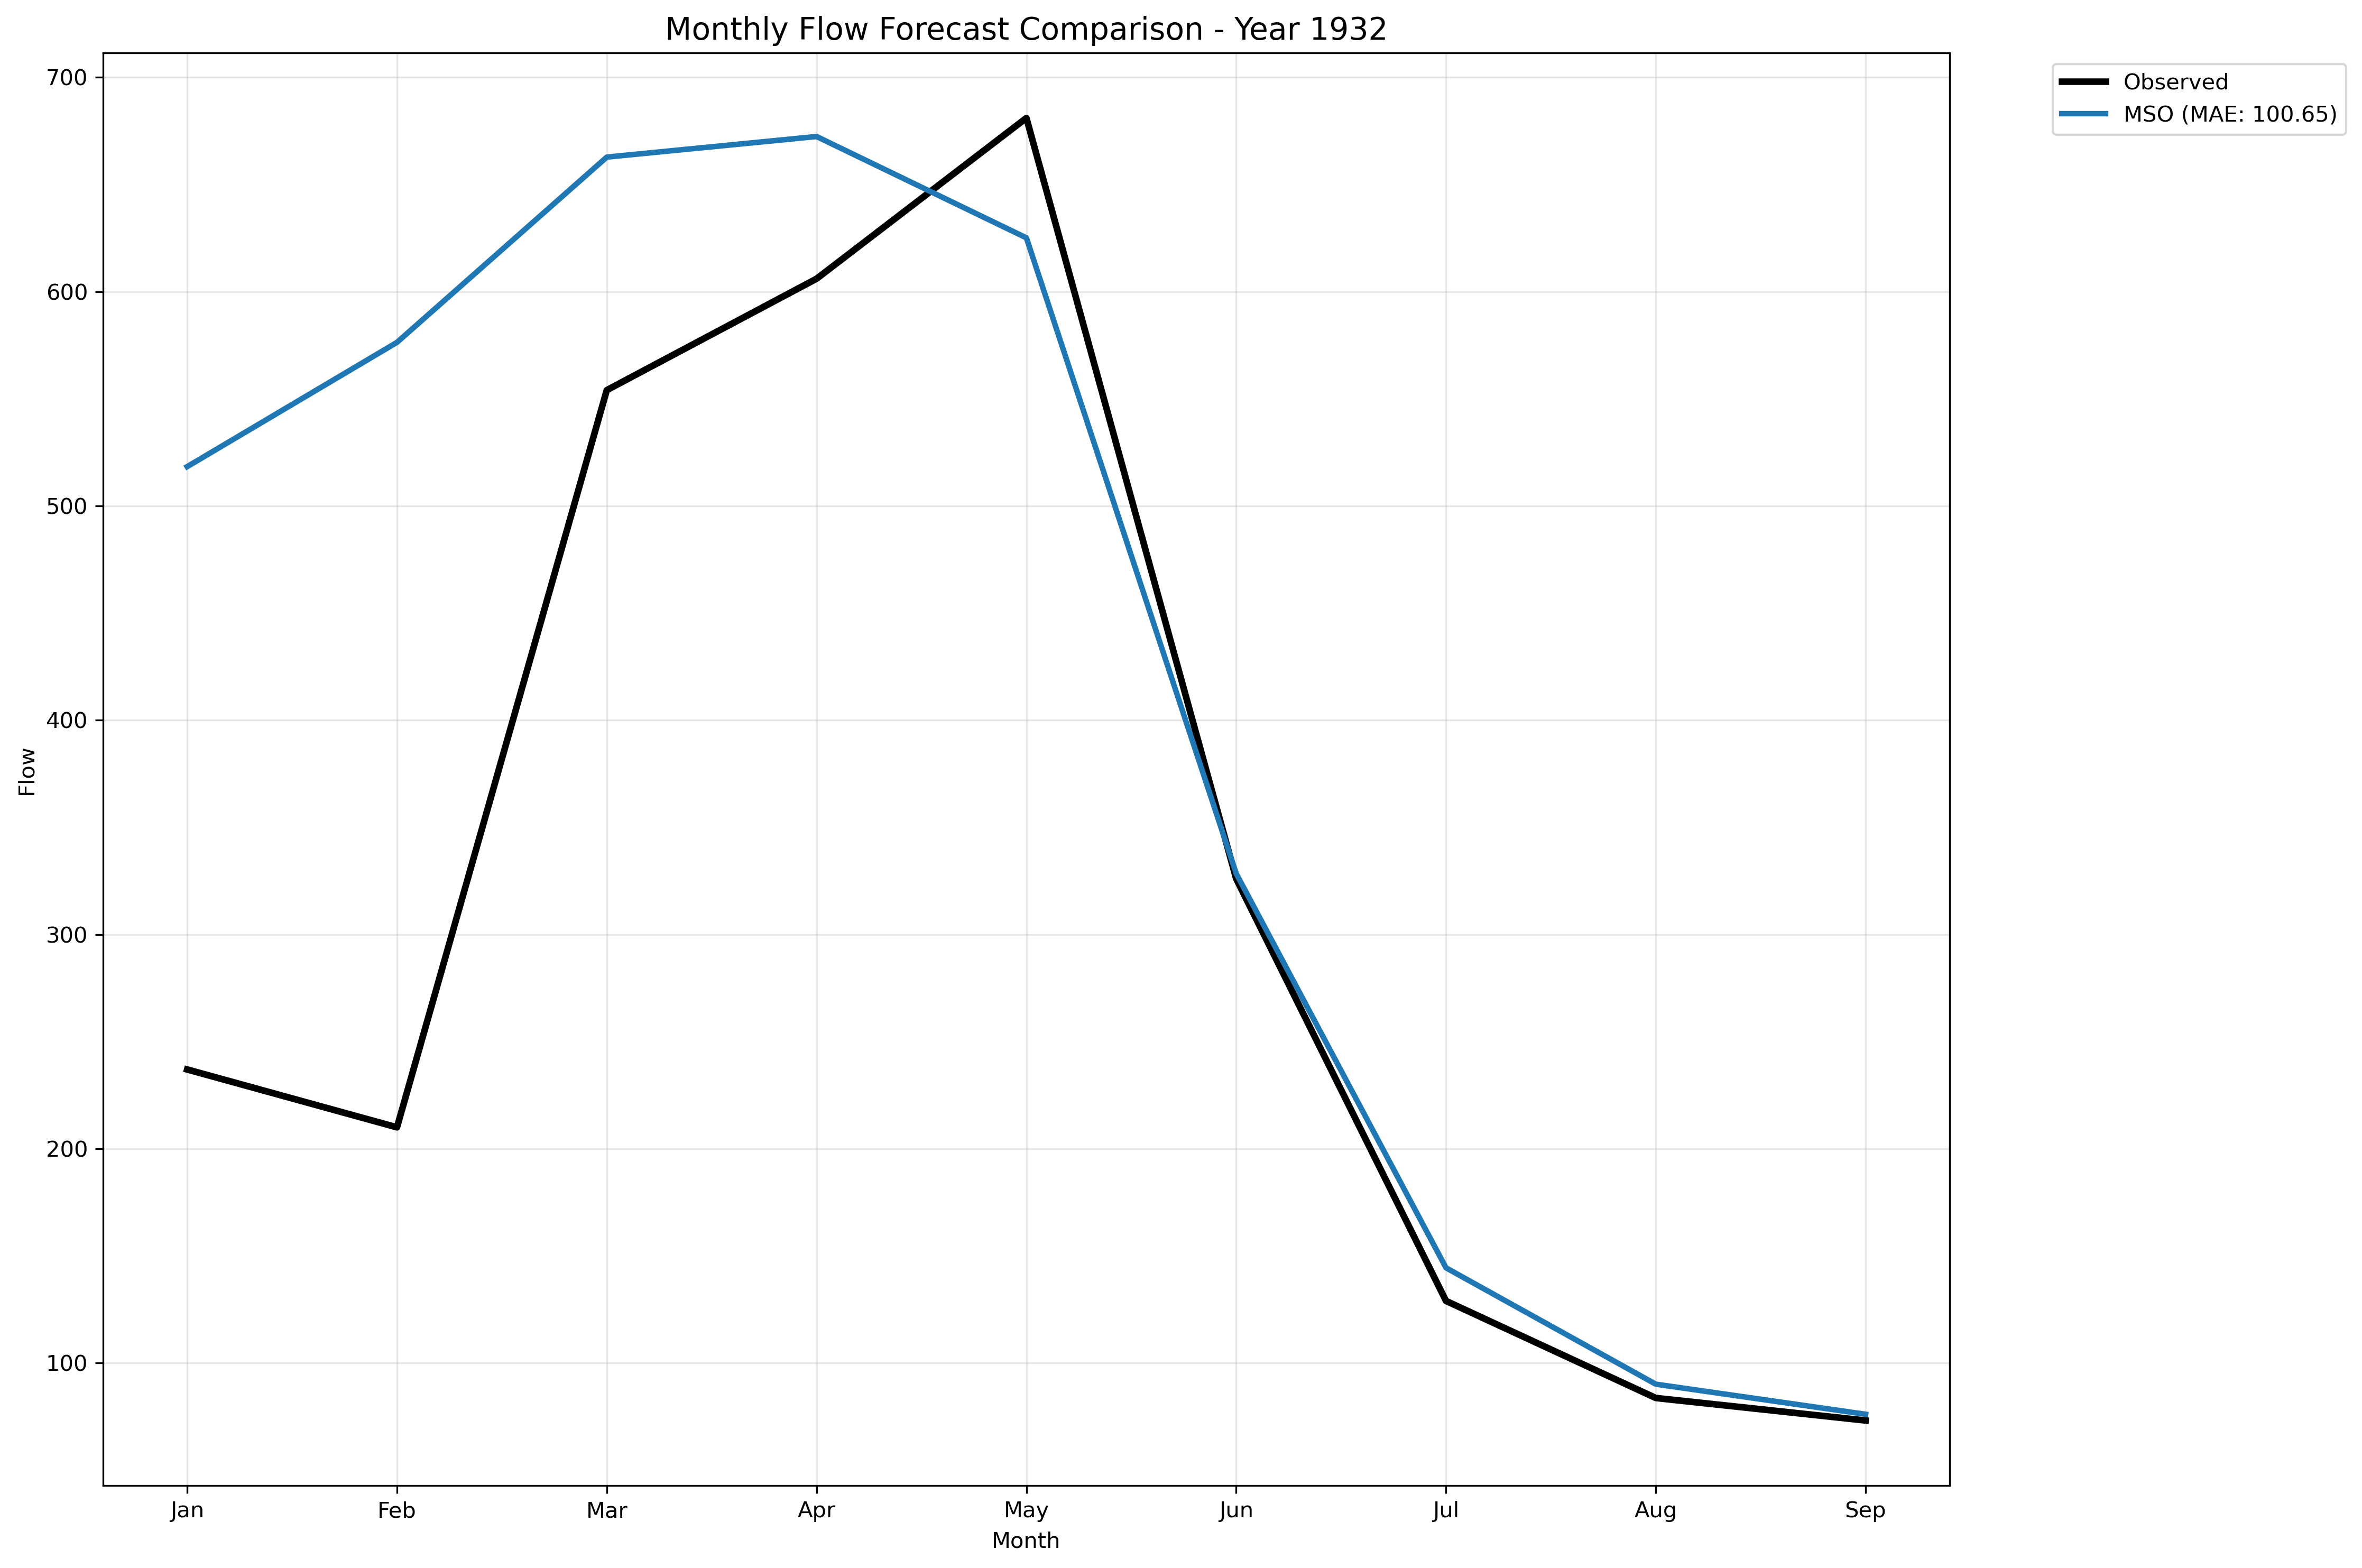 Monthly Flow Forecast Comparison - Year 1932
Observed
MSO (MAE: 100.65)
700
600
500
400
300
200
100
Flow
Jan Feb Mar Apr May Jun Jul Aug Sep
Month